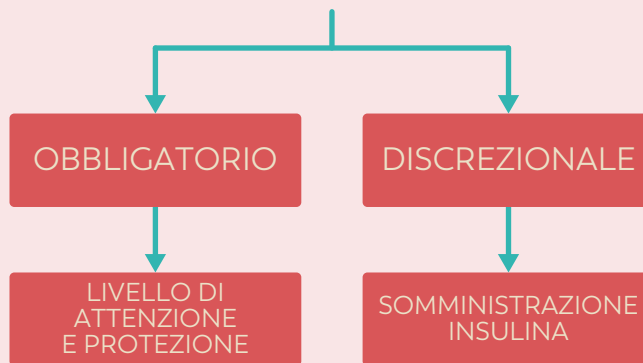 OBBLIGATORIO
DISCREZIONALE
LIVELLO DI
ATTENZIONE
E PROTEZIONE
SOMMINISTRAZIONE
INSULINA